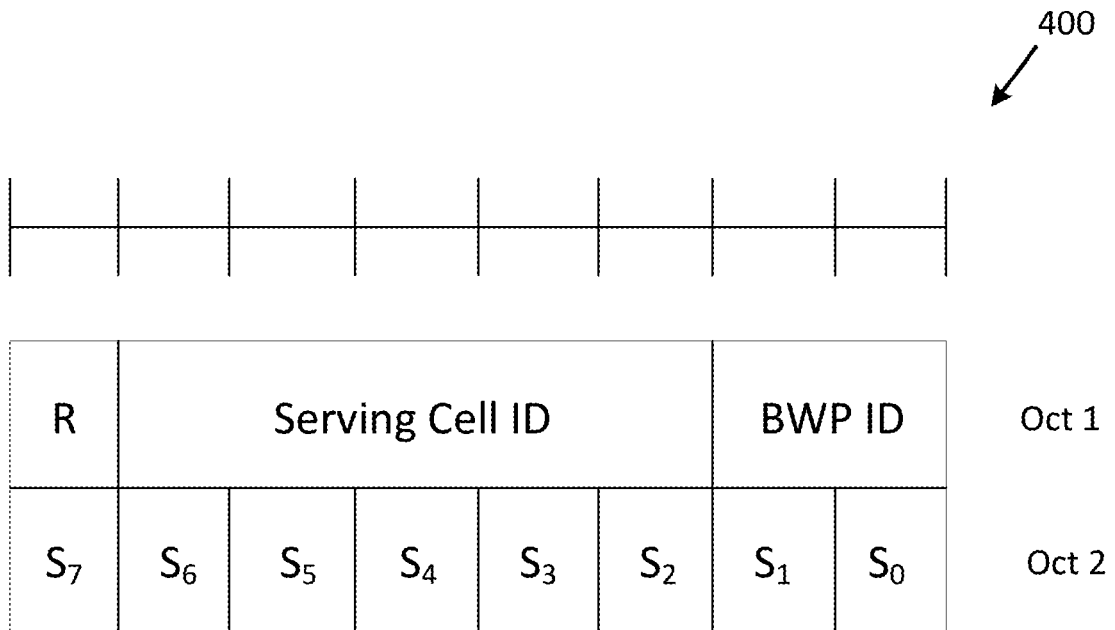 400
R Serving Cell ID BWP ID Oct 1
S₇ S₆ S₅ S₄ S₃ S₂ S₁ S₀ Oct 2